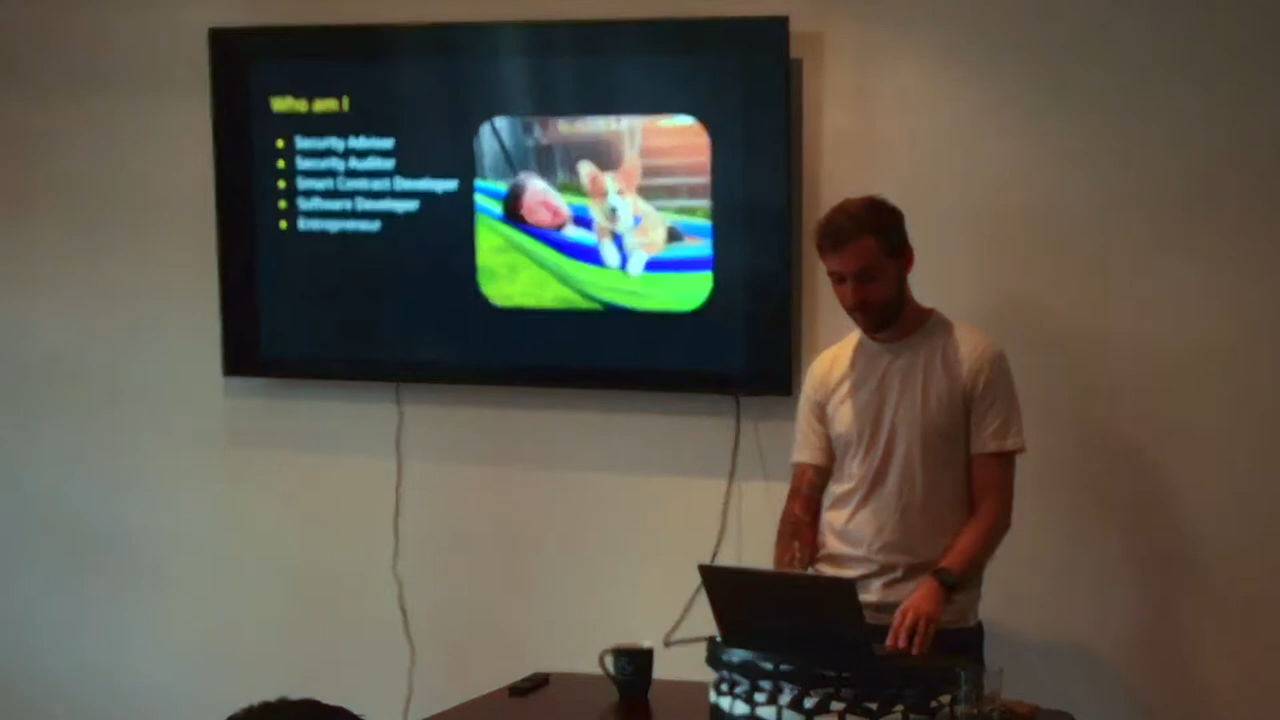 Who am I
Security Advisor
Security Auditor
Smart Contract Developer
Software Developer
Entrepreneur